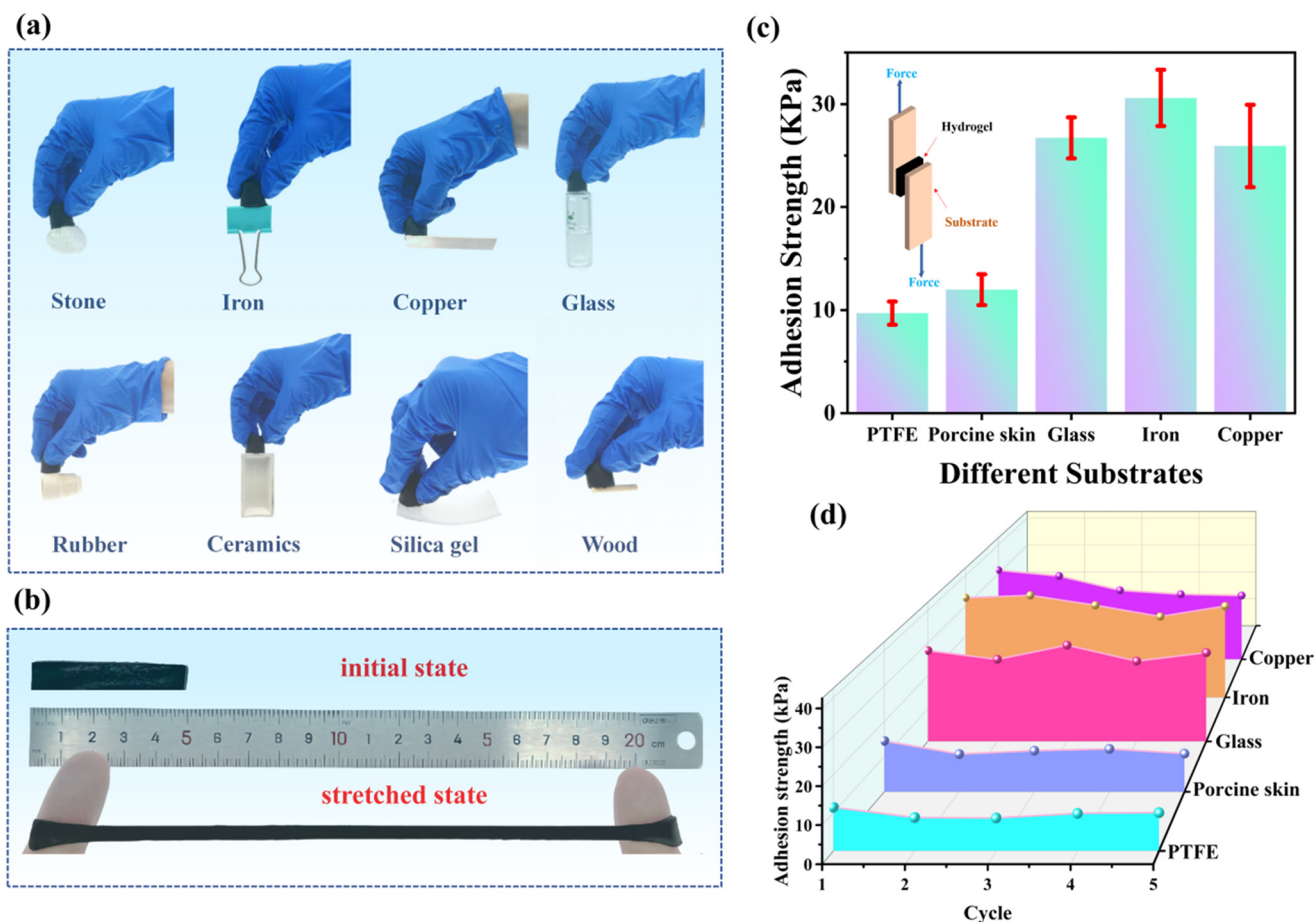 (a)
Stone Iron Copper Glass
Rubber Ceramics Silica gel Wood
(b)
initial state
1 2 3 4 5 6 7 8 9 10 1 2 3 4 5 6 7 8 9 20 cm
stretched state
(c)
Adhesion Strength (KPa)
30
20
10
0
Force
Hydrogel
Substrate
Force
PTFE Porcine skin Glass Iron Copper
Different Substrates
(d)
Adhesion strength (kPa)
40
30
20
10
0
1 2 3 4 5
Cycle
Copper
Iron
Glass
Porcine skin
PTFE